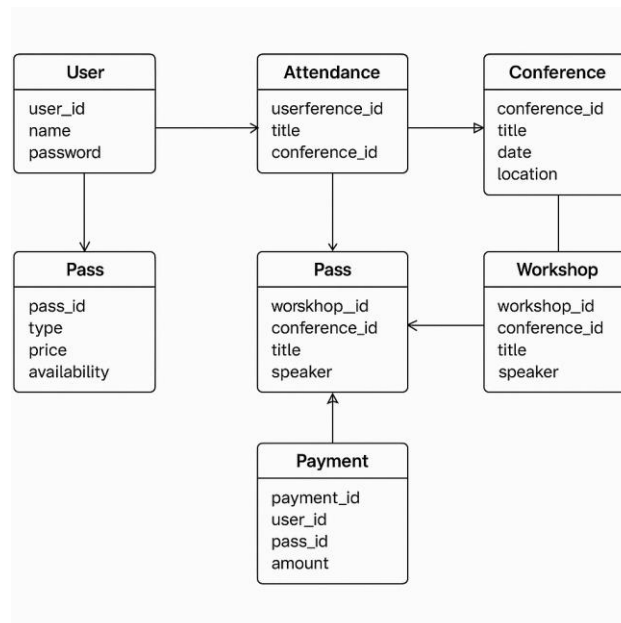 User
user_id
name
password
Attendance
userference_id
title
conference_id
Conference
conference_id
title
date
location
Pass
pass_id
type
price
availability
Pass
worskhop_id
conference_id
title
speaker
Workshop
workshop_id
conference_id
title
speaker
Payment
payment_id
user_id
pass_id
amount